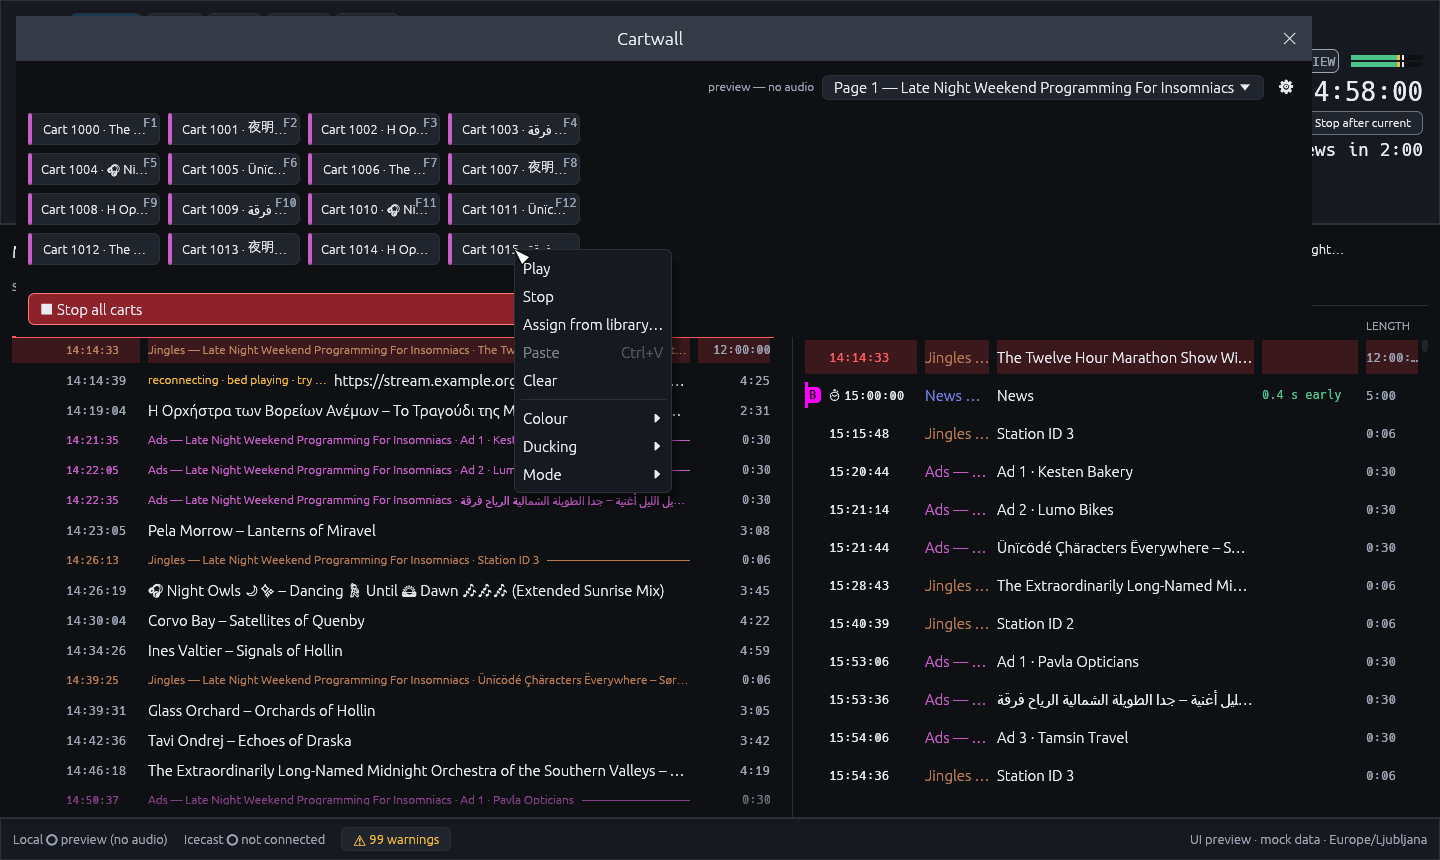 Cartwall
IEW
preview — no audio
Page 1 — Late Night Weekend Programming For Insomniacs
4:58:00
Stop after current
ws in 2:00
Cart 1000 · The … F1
Cart 1001 · 夜明… F2
Cart 1002 · H Op… F3
Cart 1003 · فرقة … F4
Cart 1004 · 🎧 Ni… F5
Cart 1005 · Ünïc… F6
Cart 1006 · The … F7
Cart 1007 · 夜明… F8
Cart 1008 · H Op… F9
Cart 1009 · فرقة … F10
Cart 1010 · 🎧 Ni… F11
Cart 1011 · Ünïc… F12
Cart 1012 · The …
Cart 1013 · 夜明…
Cart 1014 · H Op…
Cart 1015
ght…
Stop all carts
Play
Stop
Assign from library…
Paste Ctrl+V
Clear
Colour
Ducking
Mode
14:14:33 Jingles — Late Night Weekend Programming For Insomniacs · The Tw 12:00:00
14:14:39 reconnecting · bed playing · try … https://stream.example.org … 4:25
14:19:04 Η Ορχήστρα των Βορείων Ανέμων – Το Τραγούδι της Μ … 2:31
14:21:35 Ads — Late Night Weekend Programming For Insomniacs · Ad 1 · Kest 0:30
14:22:05 Ads — Late Night Weekend Programming For Insomniacs · Ad 2 · Lum 0:30
14:22:35 Ads — Late Night Weekend Programming For Insomniacs · فرقة الرياح الشمالية الطويلة جدا – أغنية الليل 0:30
14:23:05 Pela Morrow – Lanterns of Miravel 3:08
14:26:13 Jingles — Late Night Weekend Programming For Insomniacs · Station ID 3 0:06
14:26:19 🎧 Night Owls 🌙✨ – Dancing 💃 Until 🌅 Dawn 🎶🎶🎶 (Extended Sunrise Mix) 3:45
14:30:04 Corvo Bay – Satellites of Quenby 4:22
14:34:26 Ines Valtier – Signals of Hollin 4:59
14:39:25 Jingles — Late Night Weekend Programming For Insomniacs · Ünïcödé Çhäracters Ëverywhere – Sør… 0:06
14:39:31 Glass Orchard – Orchards of Hollin 3:05
14:42:36 Tavi Ondrej – Echoes of Draska 3:42
14:46:18 The Extraordinarily Long-Named Midnight Orchestra of the Southern Valleys – … 4:19
14:50:37 Ads — Late Night Weekend Programming For Insomniacs · Ad 1 · Pavla Opticians 0:30
LENGTH
14:14:33 Jingles … The Twelve Hour Marathon Show Wi… 12:00:…
B 15:00:00 News … News 0.4 s early 5:00
15:15:48 Jingles … Station ID 3 0:06
15:20:44 Ads — … Ad 1 · Kesten Bakery 0:30
15:21:14 Ads — … Ad 2 · Lumo Bikes 0:30
15:21:44 Ads — … Ünïcödé Çhäracters Ëverywhere – S… 0:30
15:28:43 Jingles … The Extraordinarily Long-Named Mi… 0:06
15:40:39 Jingles … Station ID 2 0:06
15:53:06 Ads — … Ad 1 · Pavla Opticians 0:30
15:53:36 Ads — … فرقة الرياح الشمالية الطويلة جدا – أغنية الليل… 0:30
15:54:06 Ads — … Ad 3 · Tamsin Travel 0:30
15:54:36 Jingles … Station ID 3 0:06
Local preview (no audio)
Icecast not connected
⚠ 99 warnings
UI preview · mock data · Europe/Ljubljana